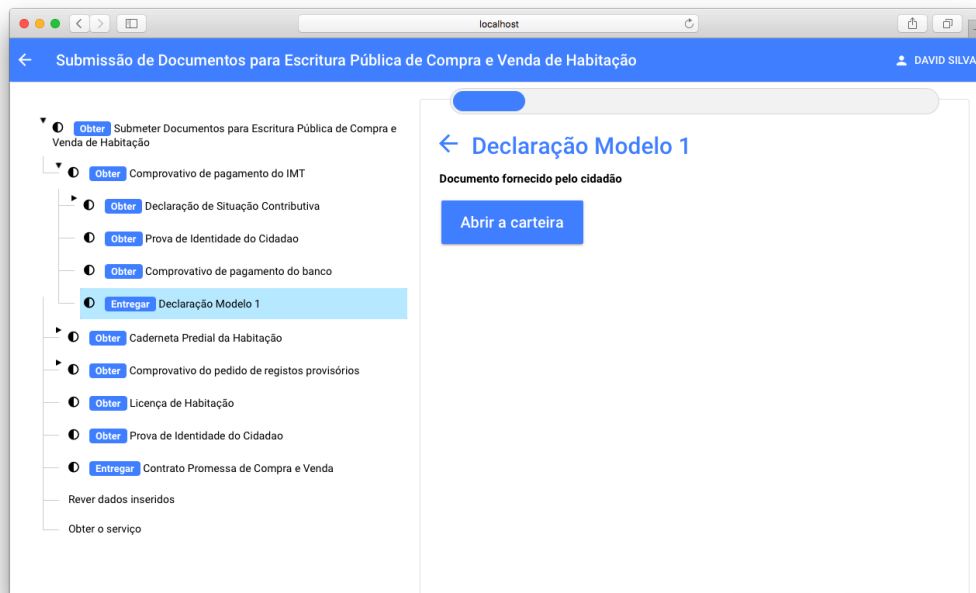 localhost
Submissão de Documentos para Escritura Pública de Compra e Venda de Habitação
DAVID SILVA
Obter Submeter Documentos para Escritura Pública de Compra e
Venda de Habitação
Obter Comprovativo de pagamento do IMT
Obter Declaração de Situação Contributiva
Obter Prova de Identidade do Cidadao
Obter Comprovativo de pagamento do banco
Entregar Declaração Modelo 1
Obter Caderneta Predial da Habitação
Obter Comprovativo do pedido de registos provisórios
Obter Licença de Habitação
Obter Prova de Identidade do Cidadao
Entregar Contrato Promessa de Compra e Venda
Rever dados inseridos
Obter o serviço
Declaração Modelo 1
Documento fornecido pelo cidadão
Abrir a carteira